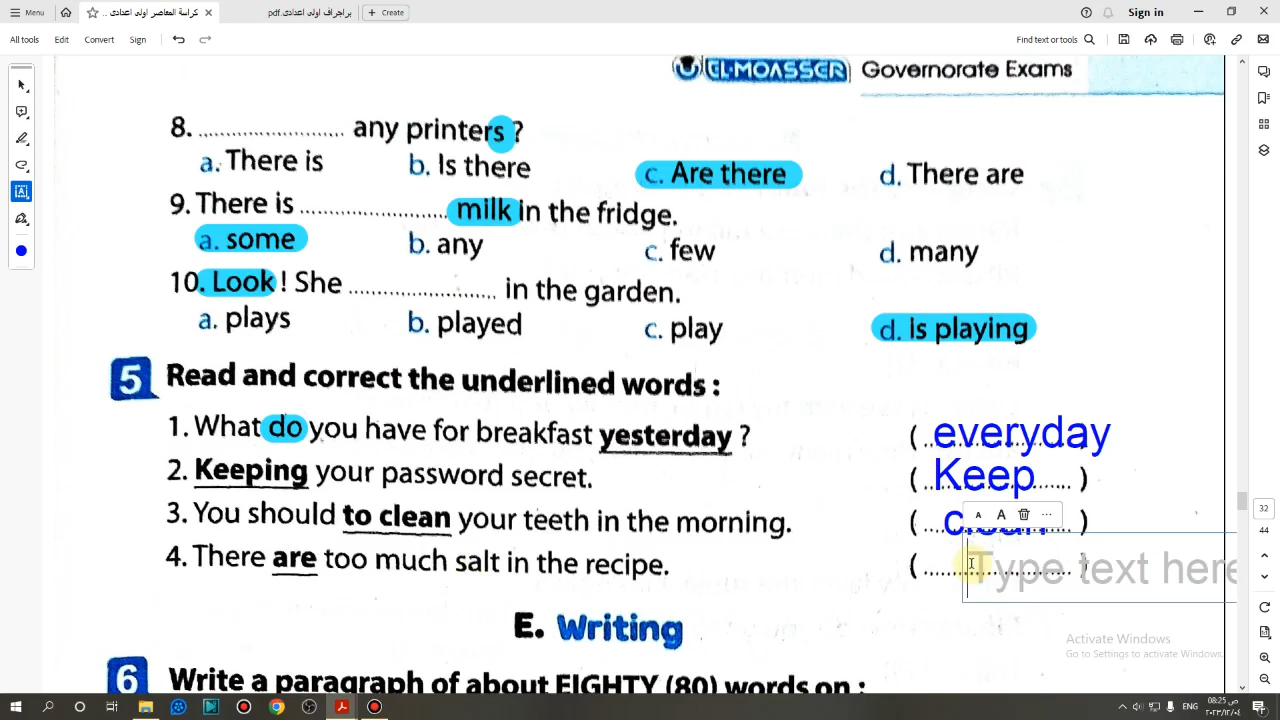 Menu
كراسة المعاصر اولى اعدادى ..
براجراف اولى اعدادى.pdf
Create
Sign in
All tools
Edit
Convert
Sign
Find text or tools
EL-MOASSER Governorate Exams
8. ...................... any printers ?
a. There is b. Is there c. Are there d. There are
9. There is ...................... milk in the fridge.
a. some b. any c. few d. many
10. Look ! She ...................... in the garden.
a. plays b. played c. play d. is playing
5 Read and correct the underlined words :
1. What do you have for breakfast yesterday ? ( everyday
2. Keeping your password secret. ( Keep )
3. You should to clean your teeth in the morning. ( clean )
4. There are too much salt in the recipe. ( Type text here )
E. Writing
6 Write a paragraph of about EIGHTY (80) words on :
32
44
Activate Windows
Go to Settings to activate Windows.
ENG
08:25 ص